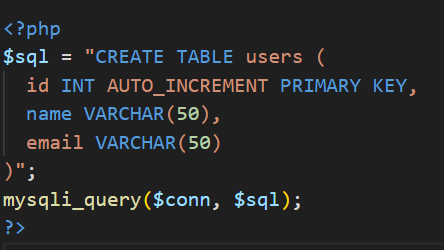 <?php
$sql = "CREATE TABLE users (
  id INT AUTO_INCREMENT PRIMARY KEY,
  name VARCHAR(50),
  email VARCHAR(50)
)";
mysqli_query($conn, $sql);
?>